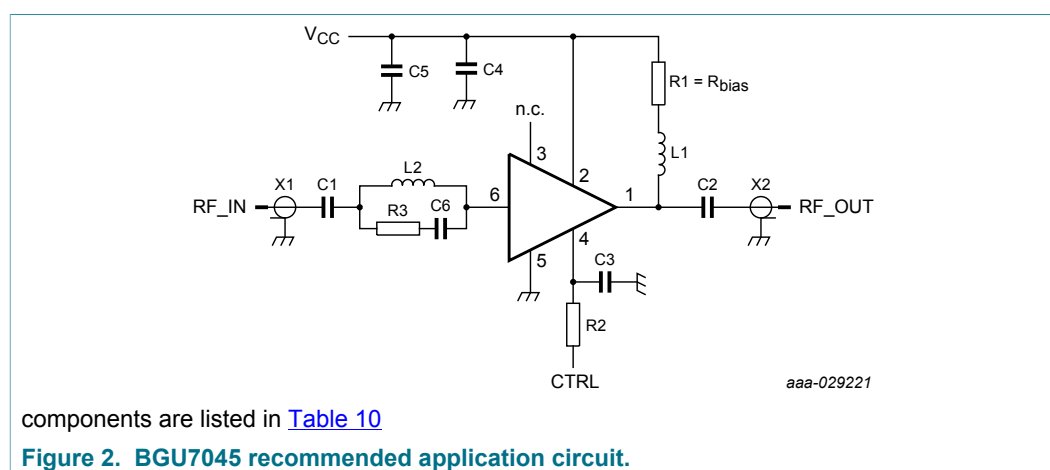 VCC
C5
C4
R1 = Rbias
n.c.
3
L1
L2
X1
C1
R3
C6
6
2
1
C2
X2
RF_IN
RF_OUT
4
5
C3
R2
CTRL
aaa-029221
components are listed in Table 10
Figure 2. BGU7045 recommended application circuit.